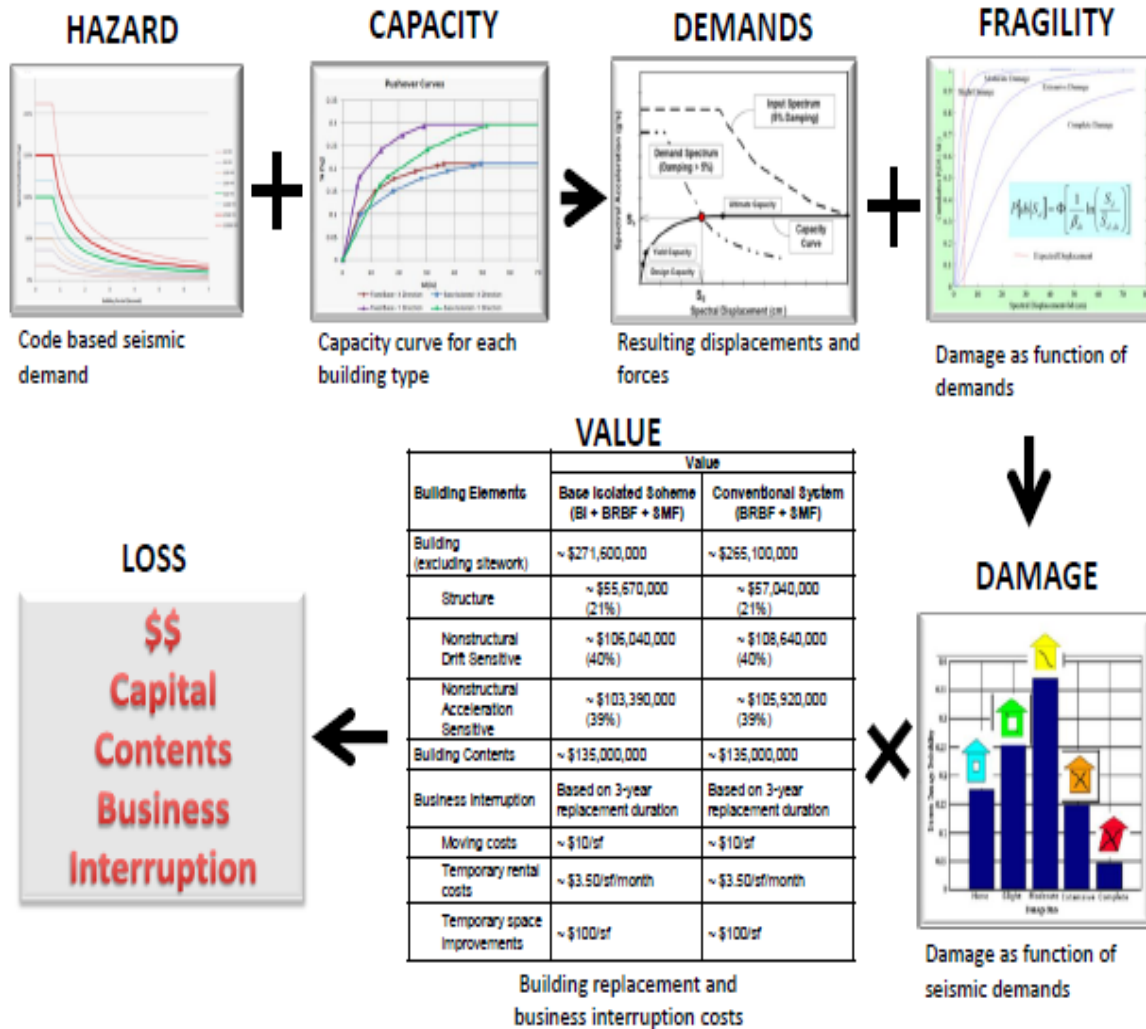 HAZARD
CAPACITY
DEMANDS
FRAGILITY
Pushover Curves
Input Spectrum
(5% Damping)
Demand Spectrum
(Damping > 5%)
Ultimate Capacity
Capacity
Curve
Yield Capacity
Design Capacity
Spectral Acceleration (g's)
Spectral Displacement (cm)
Moderate Damage
Slight Damage
Extensive Damage
Complete Damage
Expected Displacement
Code based seismic
demand
Capacity curve for each
building type
Resulting displacements and
forces
Damage as function of
demands
VALUE
Building Elements
Value
Base Isolated Scheme
(BI + BRBF + SMF)
Conventional System
(BRBF + SMF)
Building
(excluding sitework)
~ $271,600,000
~ $265,100,000
Structure
~ $55,670,000
(21%)
~ $57,040,000
(21%)
Nonstructural
Drift Sensitive
~ $106,040,000
(40%)
~ $108,640,000
(40%)
Nonstructural
Acceleration
Sensitive
~ $103,390,000
(39%)
~ $105,920,000
(39%)
Building Contents
~ $135,000,000
~ $135,000,000
Business Interruption
Based on 3-year
replacement duration
Based on 3-year
replacement duration
Moving costs
~ $10/sf
~ $10/sf
Temporary rental
costs
~ $3.50/sf/month
~ $3.50/sf/month
Temporary space
Improvements
~ $100/sf
~ $100/sf
Building replacement and
business interruption costs
LOSS
$$
Capital
Contents
Business
Interruption
DAMAGE
None Slight Moderate Extensive Complete
Damage as function of
seismic demands